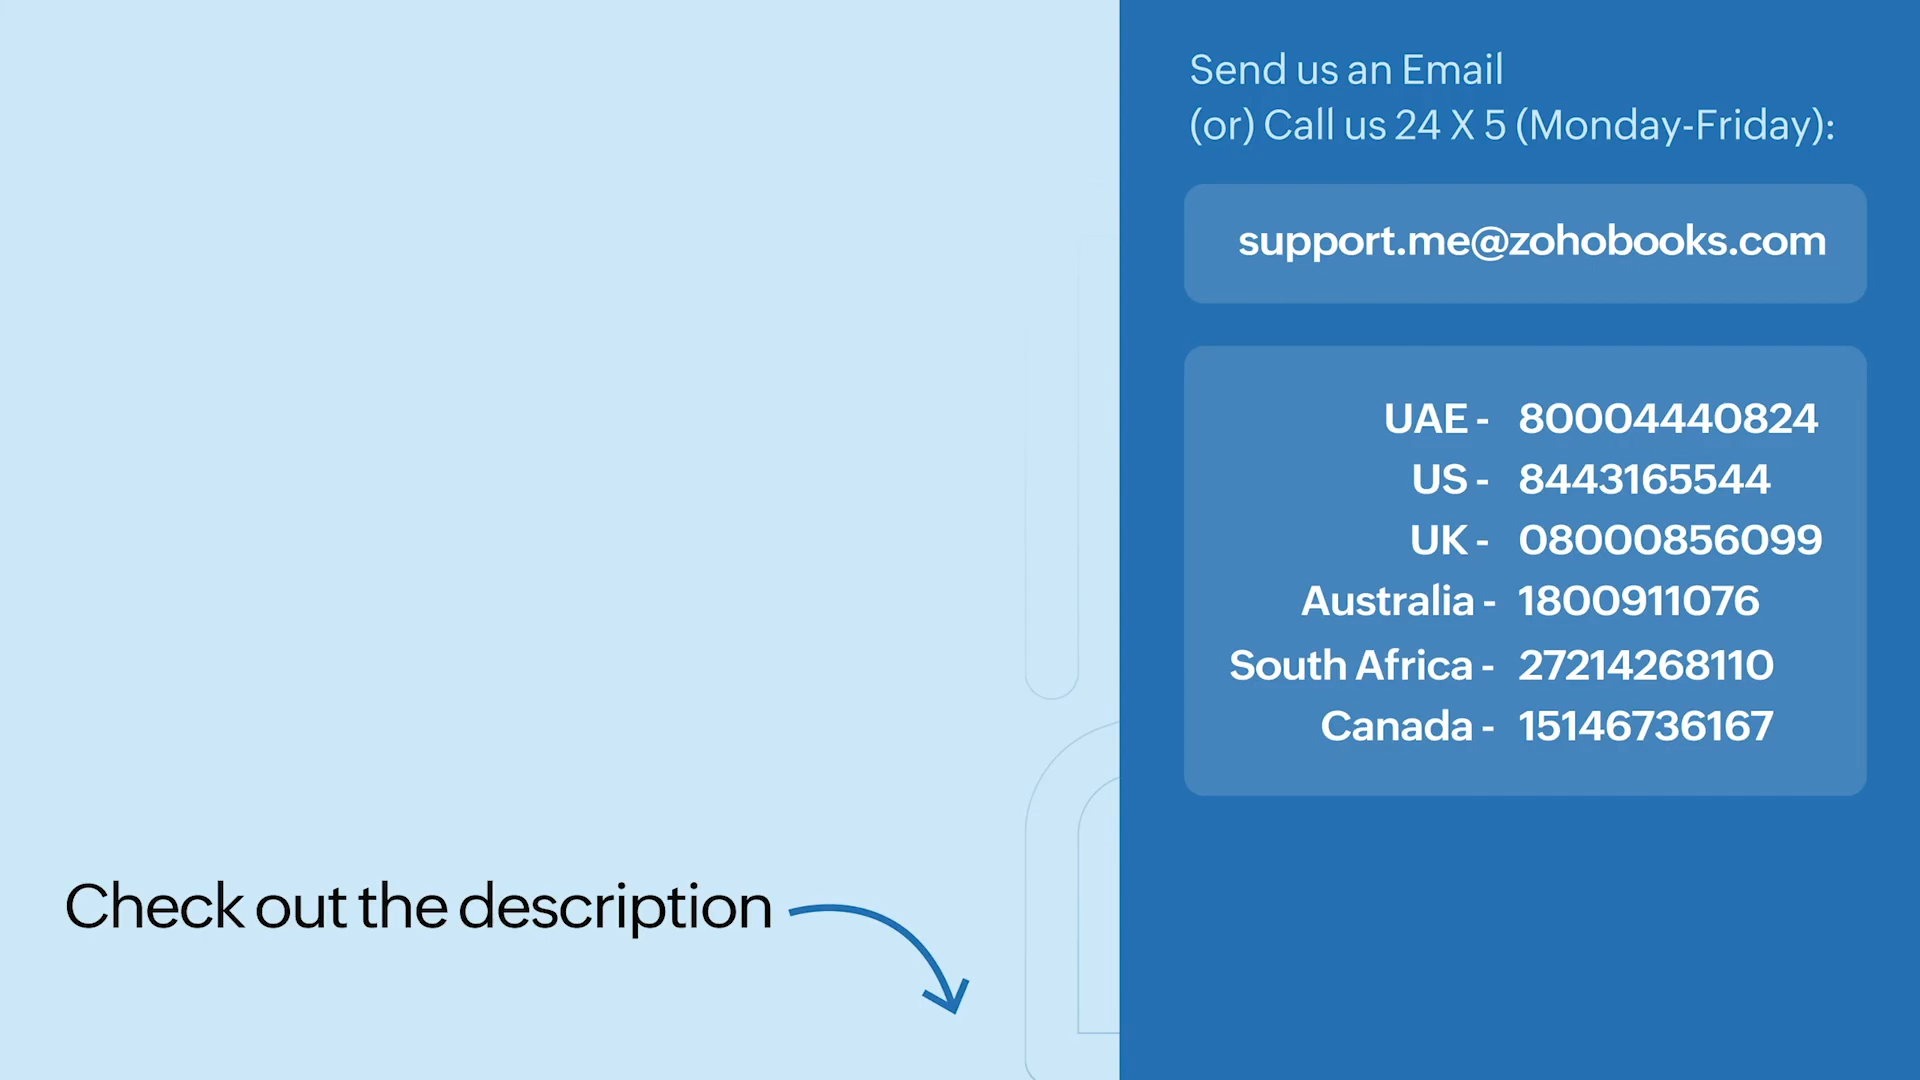 Send us an Email
(or) Call us 24 X 5 (Monday-Friday):
support.me@zohobooks.com
UAE - 80004440824
US - 8443165544
UK - 08000856099
Australia - 1800911076
South Africa - 27214268110
Canada - 15146736167
Check out the description